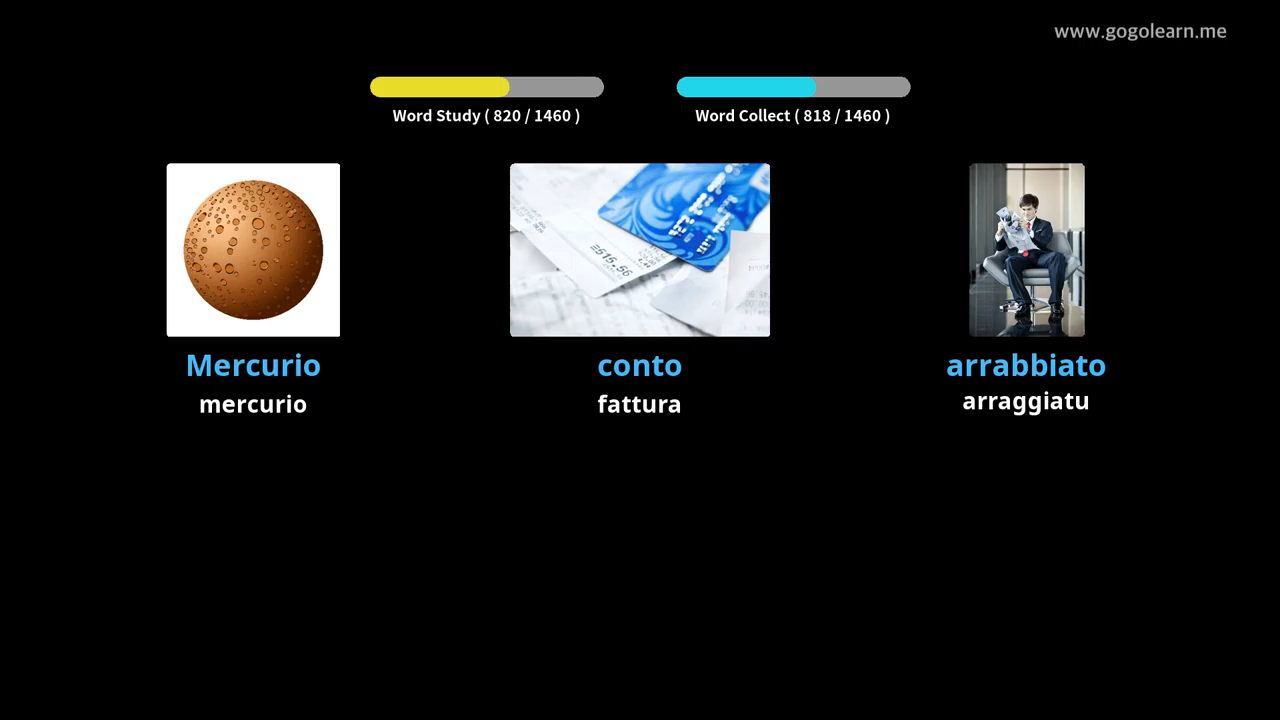 www.gogolearn.me
Word Study ( 820 / 1460 )
Word Collect ( 818 / 1460 )
Mercurio
conto
arrabbiato
mercurio
fattura
arraggiatu